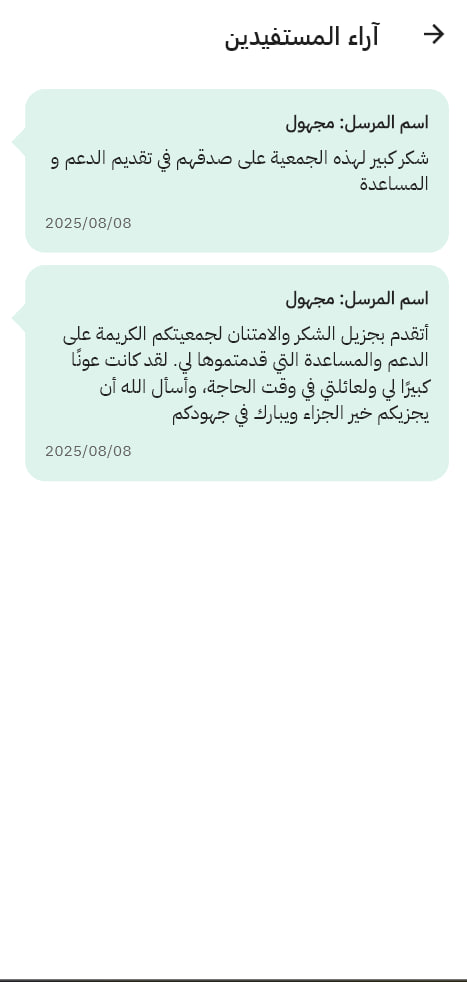 آراء المستفيدين
اسم المرسل: مجهول
شكر كبير لهذه الجمعية على صدقهم في تقديم الدعم و
المساعدة
2025/08/08
اسم المرسل: مجهول
أتقدم بجزيل الشكر والامتنان لجمعيتكم الكريمة على
الدعم والمساعدة التي قدمتموها لي. لقد كانت عونًا
كبيرًا لي ولعائلتي في وقت الحاجة، وأسأل الله أن
يجزيكم خير الجزاء ويبارك في جهودكم
2025/08/08